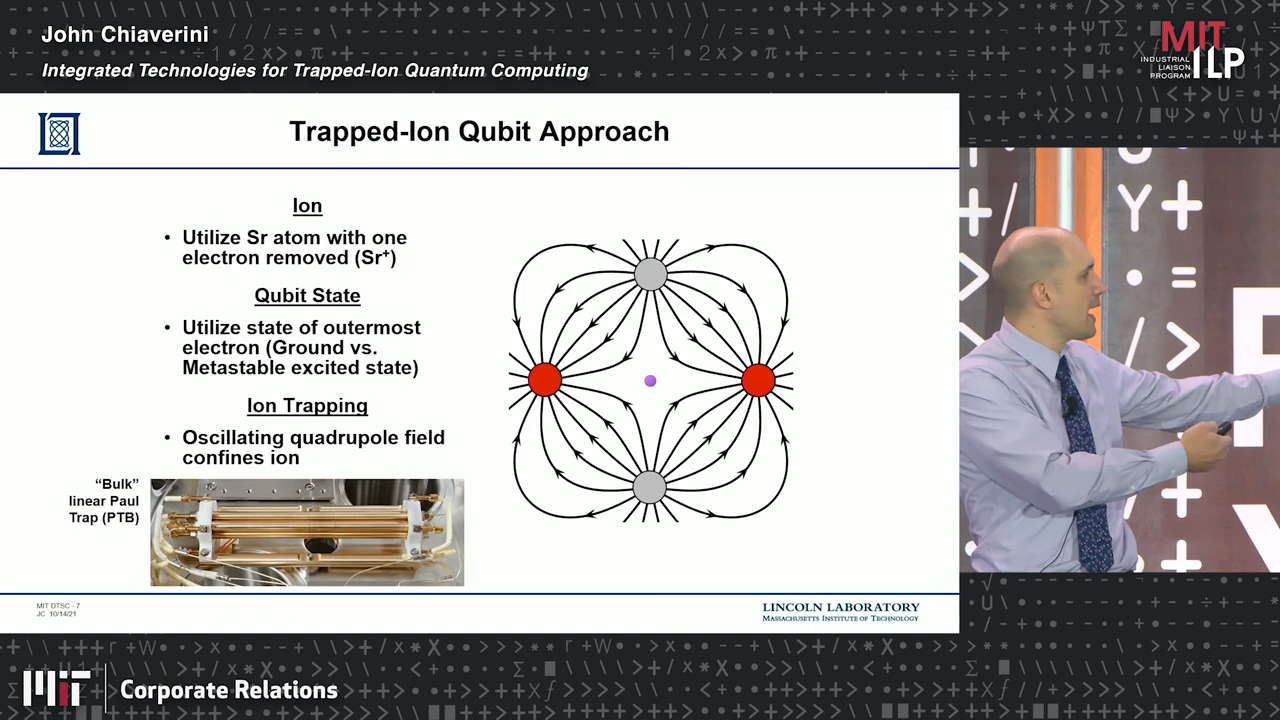 John Chiaverini
Integrated Technologies for Trapped-Ion Quantum Computing
MIT
INDUSTRIAL
LIAISON
PROGRAM
ILP
Trapped-Ion Qubit Approach
Ion
• Utilize Sr atom with one
electron removed (Sr⁺)
Qubit State
• Utilize state of outermost
electron (Ground vs.
Metastable excited state)
Ion Trapping
• Oscillating quadrupole field
confines ion
“Bulk”
linear Paul
Trap (PTB)
MIT DTSC - 7
JC 10/14/21
LINCOLN LABORATORY
MASSACHUSETTS INSTITUTE OF TECHNOLOGY
MIT
Corporate Relations